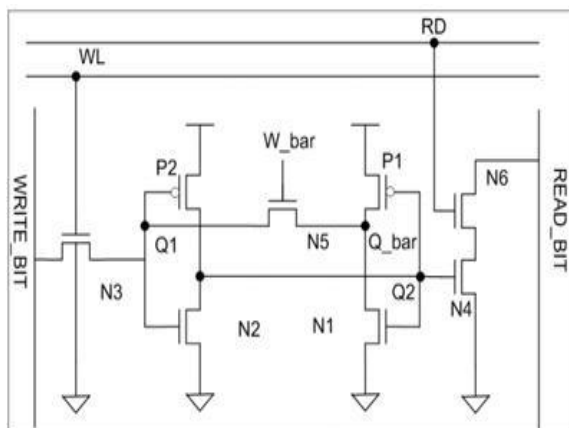 RD
WL
W_bar
P2
P1
N6
WRITE_BIT
READ_BIT
Q1
N5
Q_bar
N3
Q2
N4
N2
N1